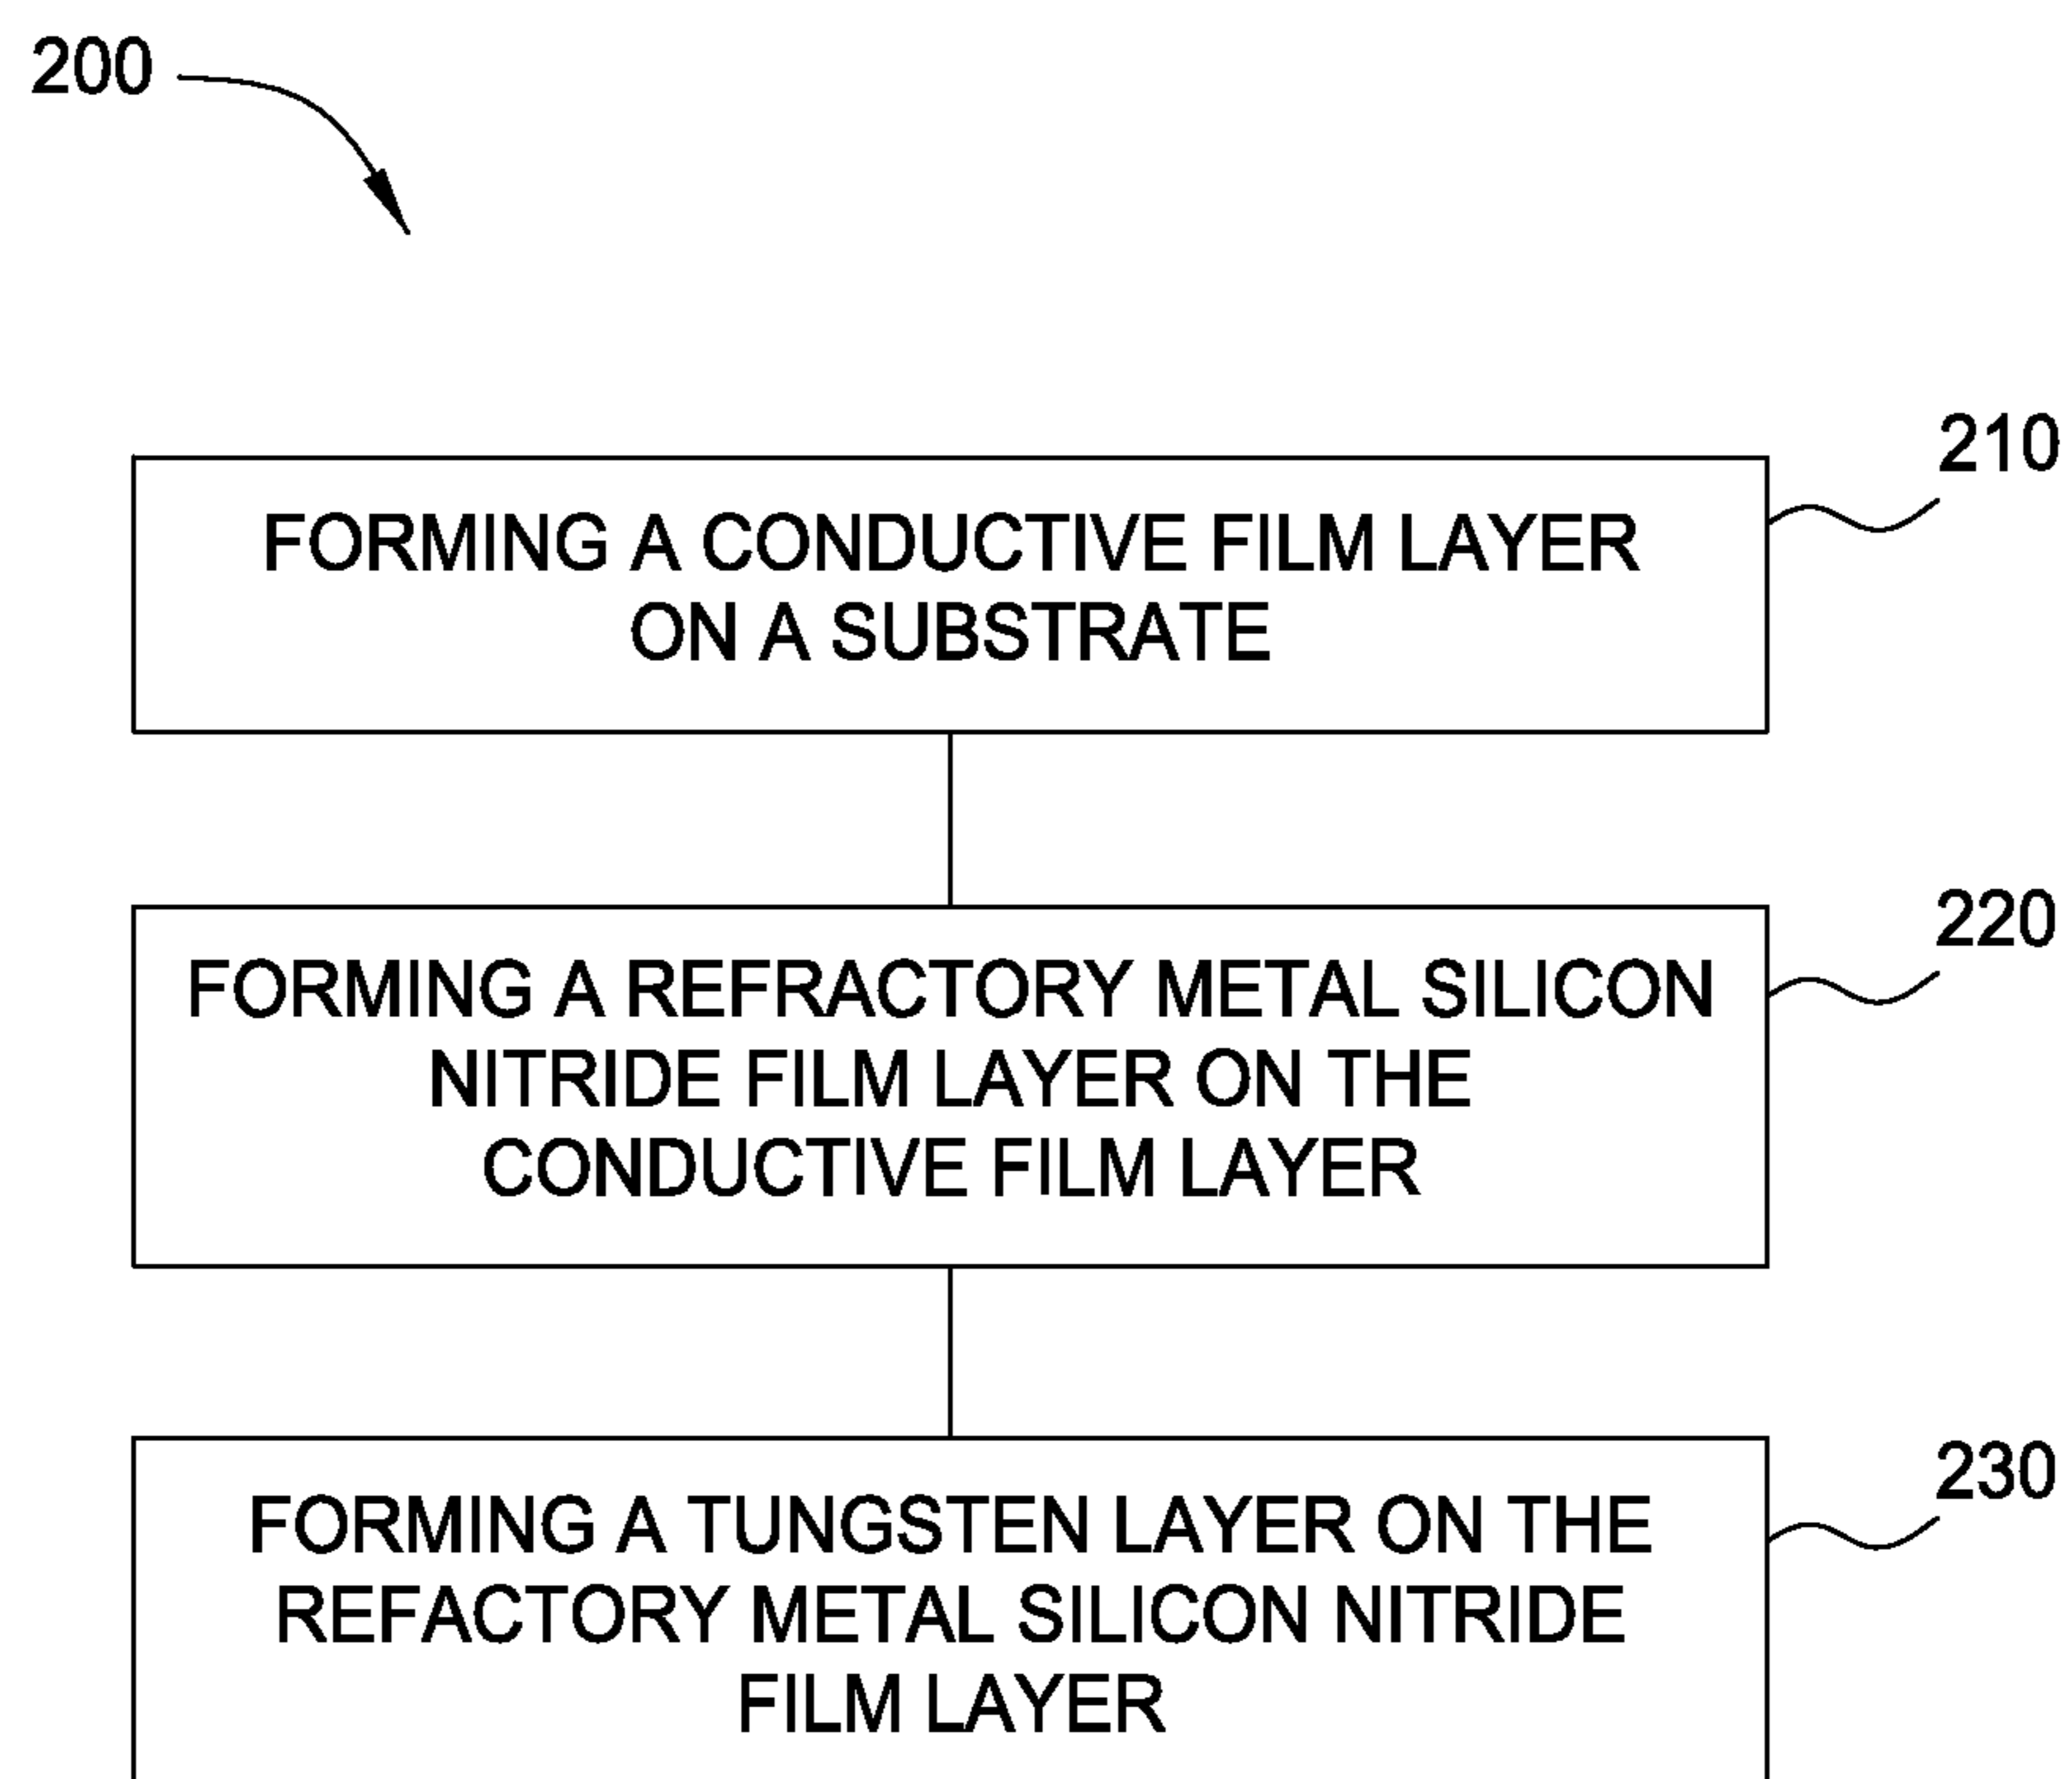 200
210
FORMING A CONDUCTIVE FILM LAYER
ON A SUBSTRATE
220
FORMING A REFRACTORY METAL SILICON
NITRIDE FILM LAYER ON THE
CONDUCTIVE FILM LAYER
230
FORMING A TUNGSTEN LAYER ON THE
REFACTORY METAL SILICON NITRIDE
FILM LAYER